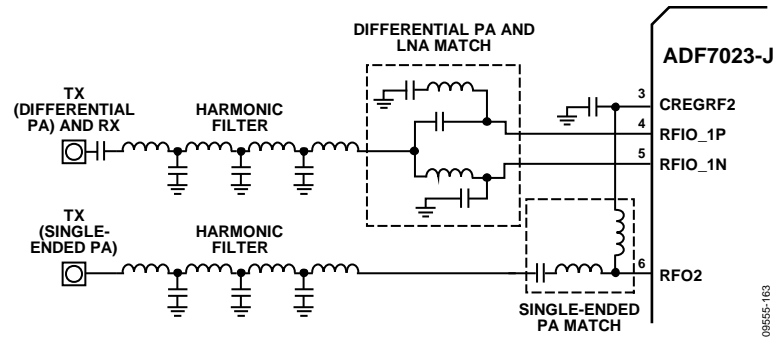 DIFFERENTIAL PA AND
LNA MATCH
ADF7023-J
TX
(DIFFERENTIAL
PA) AND RX
HARMONIC
FILTER
3
CREGRF2
4
RFIO_1P
5
RFIO_1N
TX
(SINGLE-
ENDED PA)
HARMONIC
FILTER
6
RFO2
SINGLE-ENDED
PA MATCH
09555-163